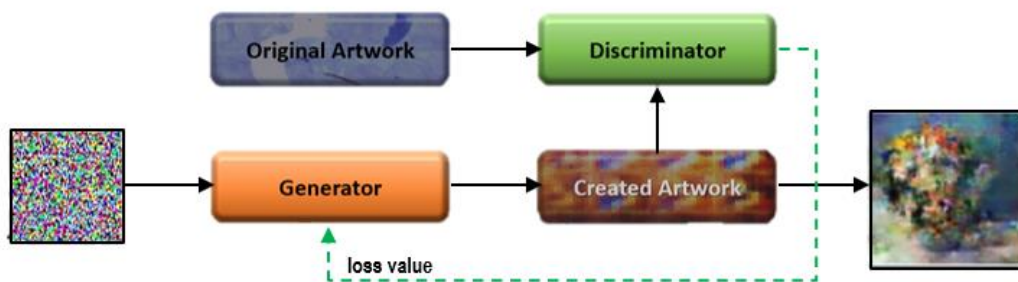 Original Artwork
Discriminator
Generator
Created Artwork
loss value